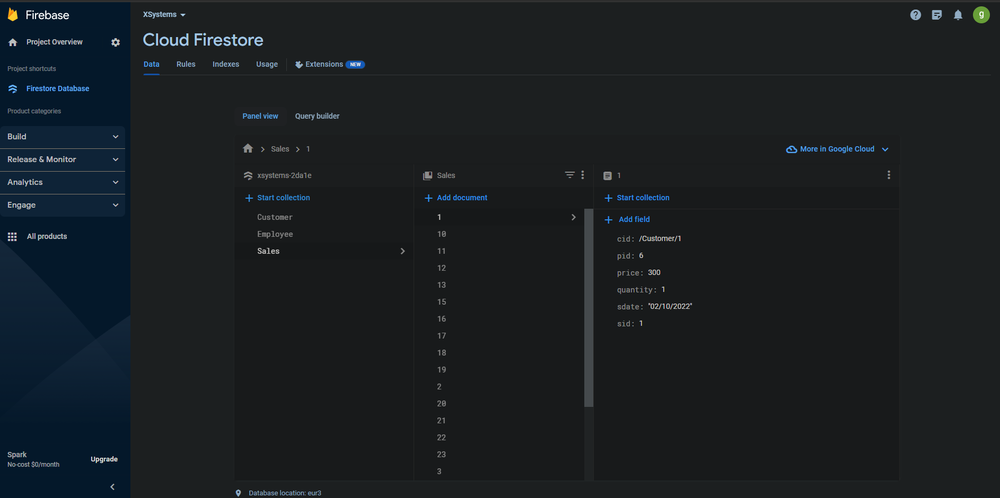 Firebase
Project Overview
Project shortcuts
Firestore Database
Product categories
Build
Release & Monitor
Analytics
Engage
All products
Spark
No-cost $0/month
Upgrade
XSystems
g
Cloud Firestore
Data Rules Indexes Usage Extensions NEW
Panel view Query builder
Sales 1
More in Google Cloud
xsystems-2da1e
Start collection
Customer
Employee
Sales
Sales
Add document
1
10
11
12
13
15
16
17
18
19
2
20
21
22
23
3
1
Start collection
Add field
cid: /Customer/1
pid: 6
price: 300
quantity: 1
sdate: "02/10/2022"
sid: 1
Database location: eur3